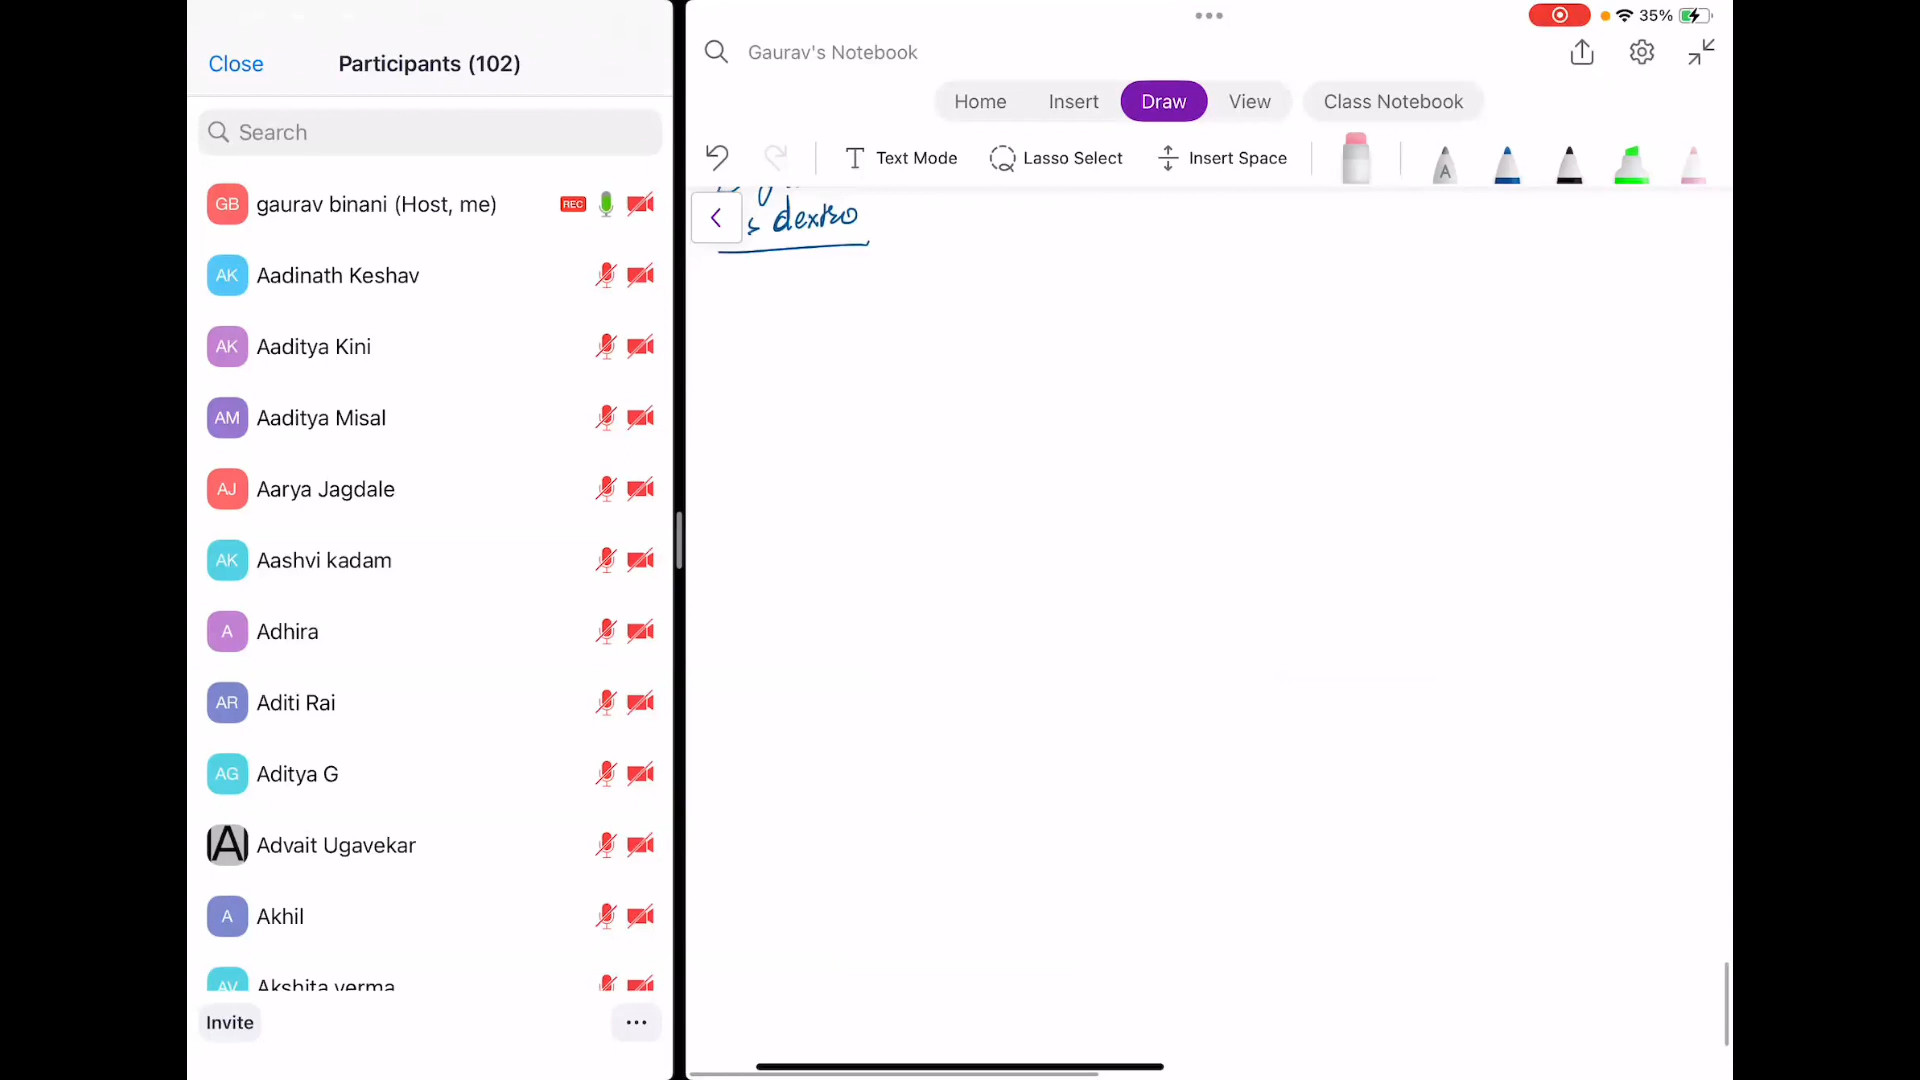 35%
Close
Participants (102)
Gaurav's Notebook
Home
Insert
Draw
View
Class Notebook
Search
Text Mode
Lasso Select
Insert Space
A
GB
gaurav binani (Host, me)
REC
dextro
AK
Aadinath Keshav
AK
Aaditya Kini
AM
Aaditya Misal
AJ
Aarya Jagdale
AK
Aashvi kadam
A
Adhira
AR
Aditi Rai
AG
Aditya G
A
Advait Ugavekar
A
Akhil
AV
Akshita verma
Invite